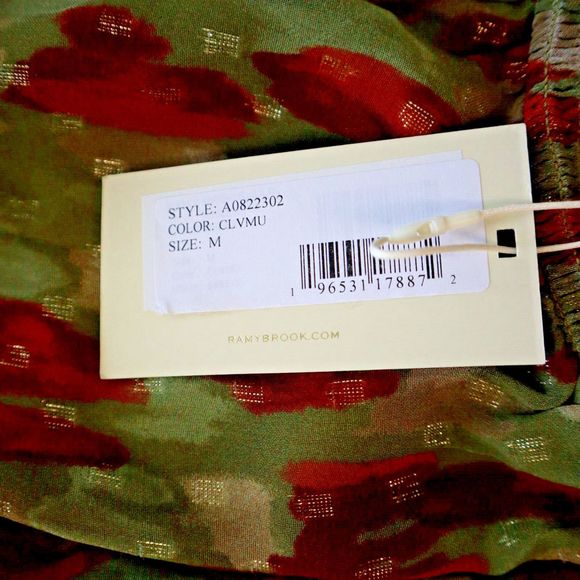 STYLE: A0822302
COLOR: CLVMU
SIZE: M
1 96531 17887 2
RAMYBROOK.COM